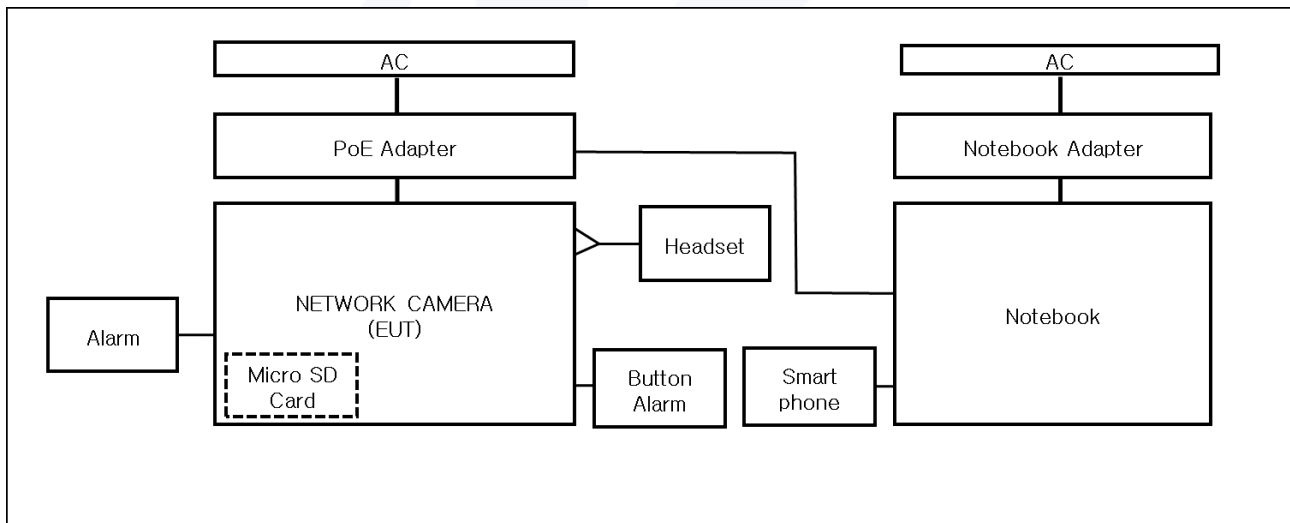 AC
AC
PoE Adapter
Notebook Adapter
Headset
NETWORK CAMERA
(EUT)
Notebook
Alarm
Micro SD
Card
Button
Alarm
Smart
phone